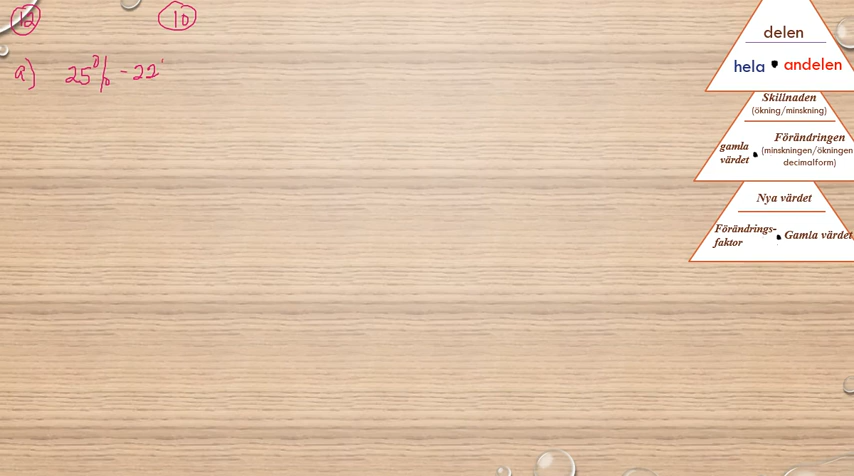 12 10
a) 25% - 22
delen
hela • andelen
Skillnaden
(ökning/minskning)
gamla värdet • Förändringen
(minskningen/ökningen
decimalform)
Nya värdet
Förändrings-
faktor • Gamla värdet